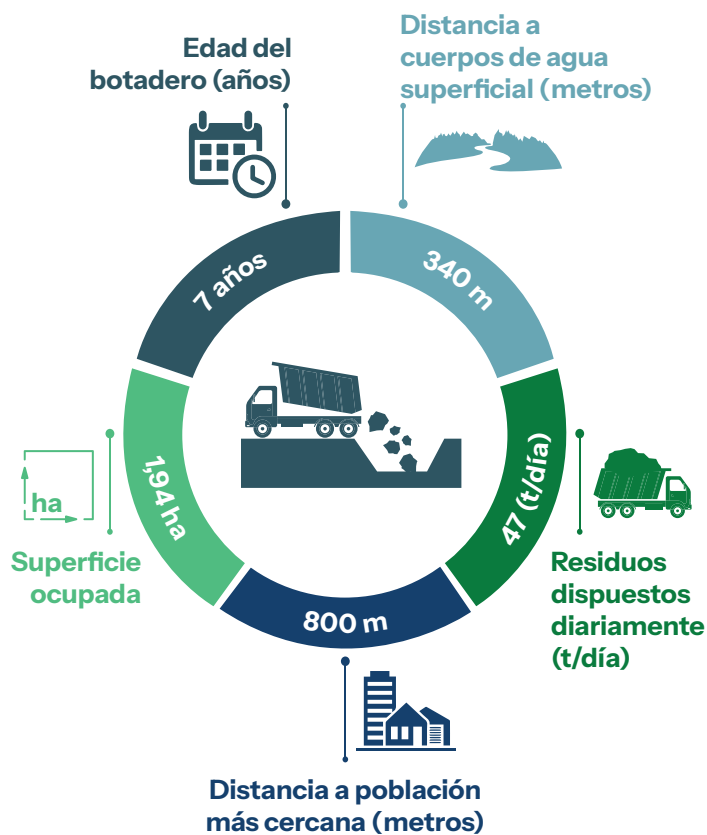 Edad del
botadero (años)
Distancia a
cuerpos de agua
superficial (metros)
7 años
340 m
1,94 ha
47 (t/día)
800 m
ha
Superficie
ocupada
Residuos
dispuestos
diariamente
(t/día)
Distancia a población
más cercana (metros)